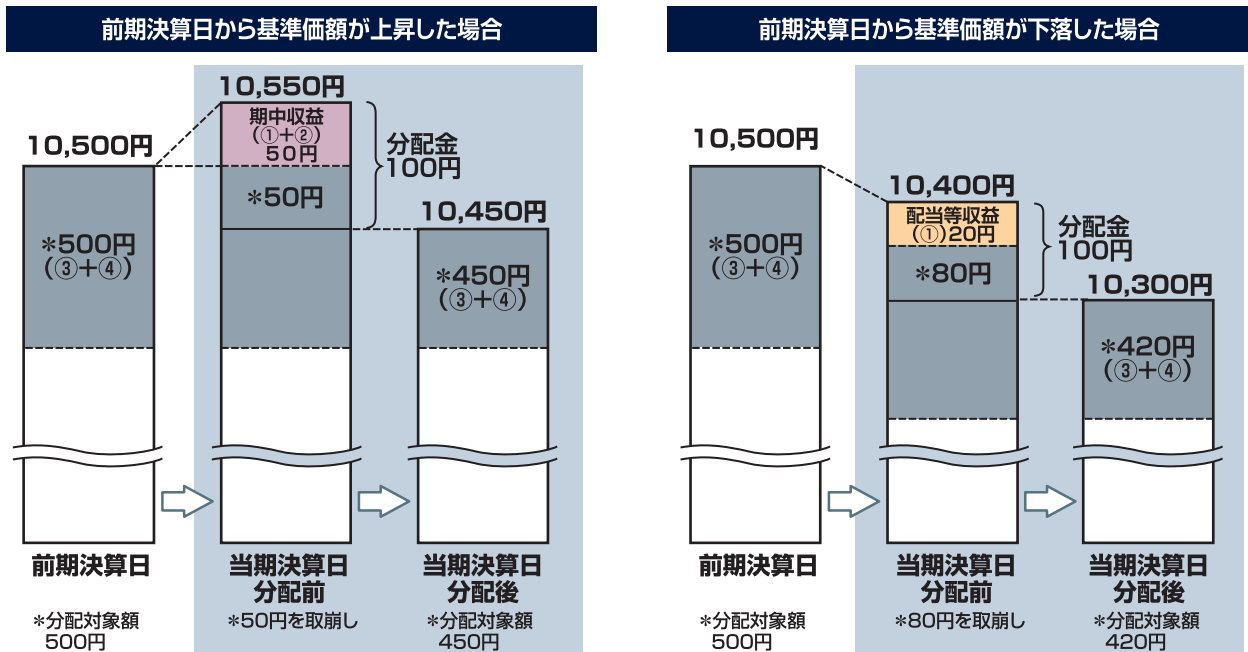 前期決算日から基準価額が上昇した場合
10,500円
*500円
(③+④)
前期決算日
*分配対象額
500円
10,550円
期中収益
(①+②)
50円
*50円
分配金
100円
当期決算日
分配前
*50円を取崩し
10,450円
*450円
(③+④)
当期決算日
分配後
*分配対象額
450円
前期決算日から基準価額が下落した場合
10,500円
*500円
(③+④)
前期決算日
*分配対象額
500円
10,400円
配当等収益
(①)20円
*80円
分配金
100円
当期決算日
分配前
*80円を取崩し
10,300円
*420円
(③+④)
当期決算日
分配後
*分配対象額
420円